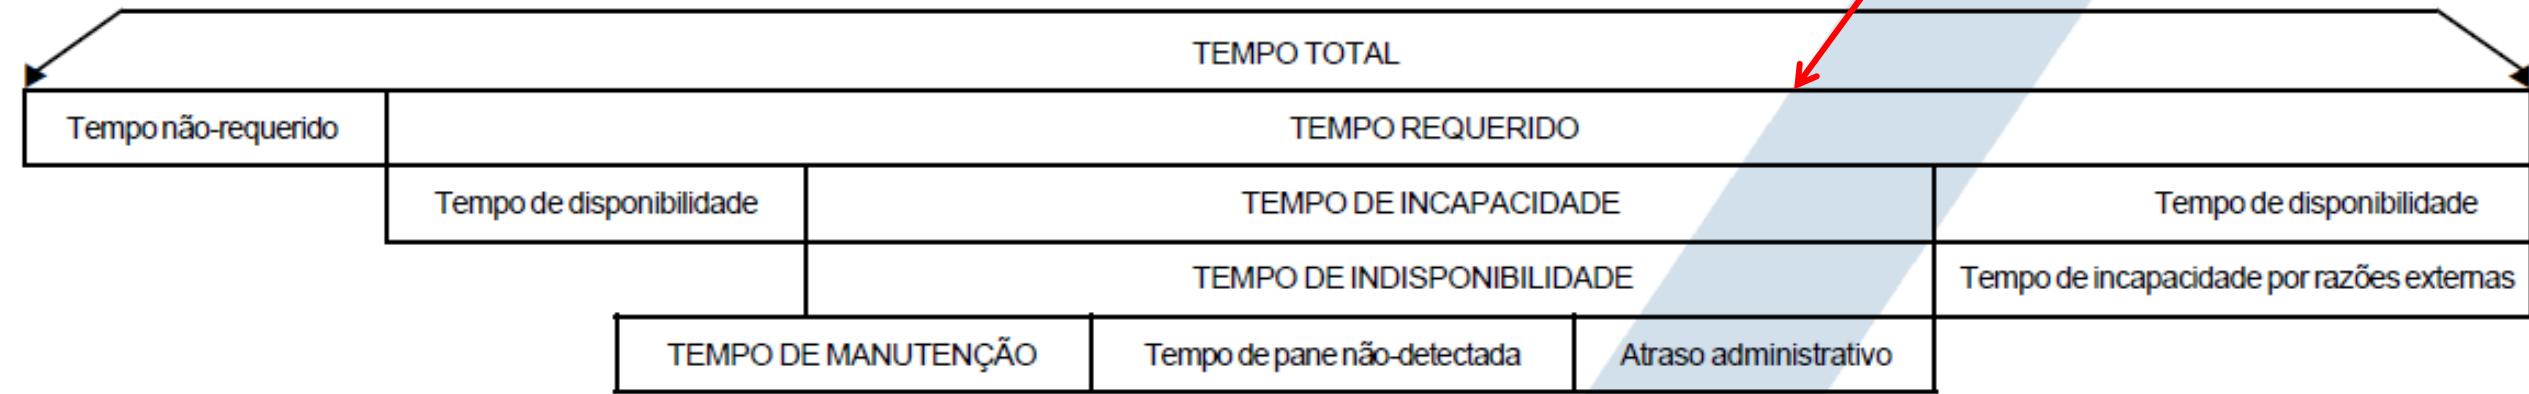 TEMPO TOTAL
Tempo não-requerido TEMPO REQUERIDO
Tempo de disponibilidade TEMPO DE INCAPACIDADE Tempo de disponibilidade
TEMPO DE INDISPONIBILIDADE Tempo de incapacidade por razões externas
TEMPO DE MANUTENÇÃO Tempo de pane não-detectada Atraso administrativo